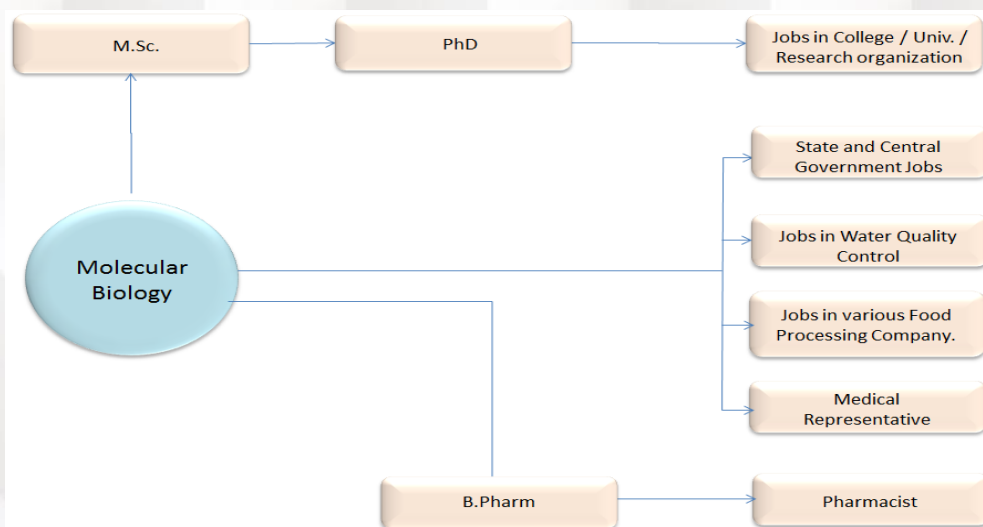 M.Sc.
PhD
Jobs in College / Univ. /
Research organization
State and Central
Government Jobs
Molecular
Biology
Jobs in Water Quality
Control
Jobs in various Food
Processing Company.
Medical
Representative
B.Pharm
Pharmacist